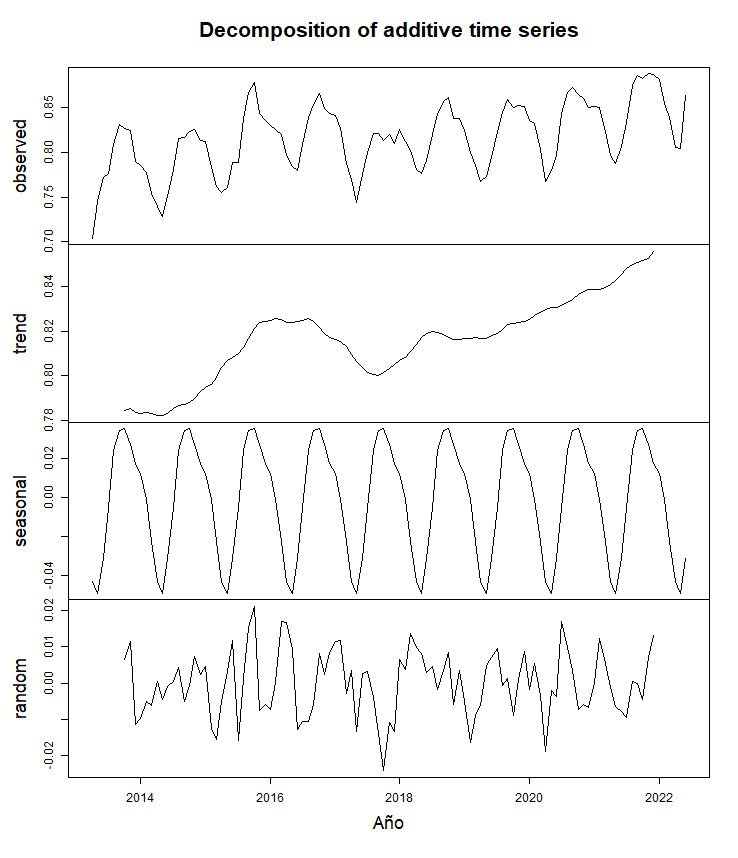 Decomposition of additive time series
observed
0.70 0.75 0.80 0.85
trend
0.78 0.80 0.82 0.84
seasonal
-0.04 0.00 0.02
random
-0.02 0.00 0.01 0.02
2014 2016 2018 2020 2022
Año